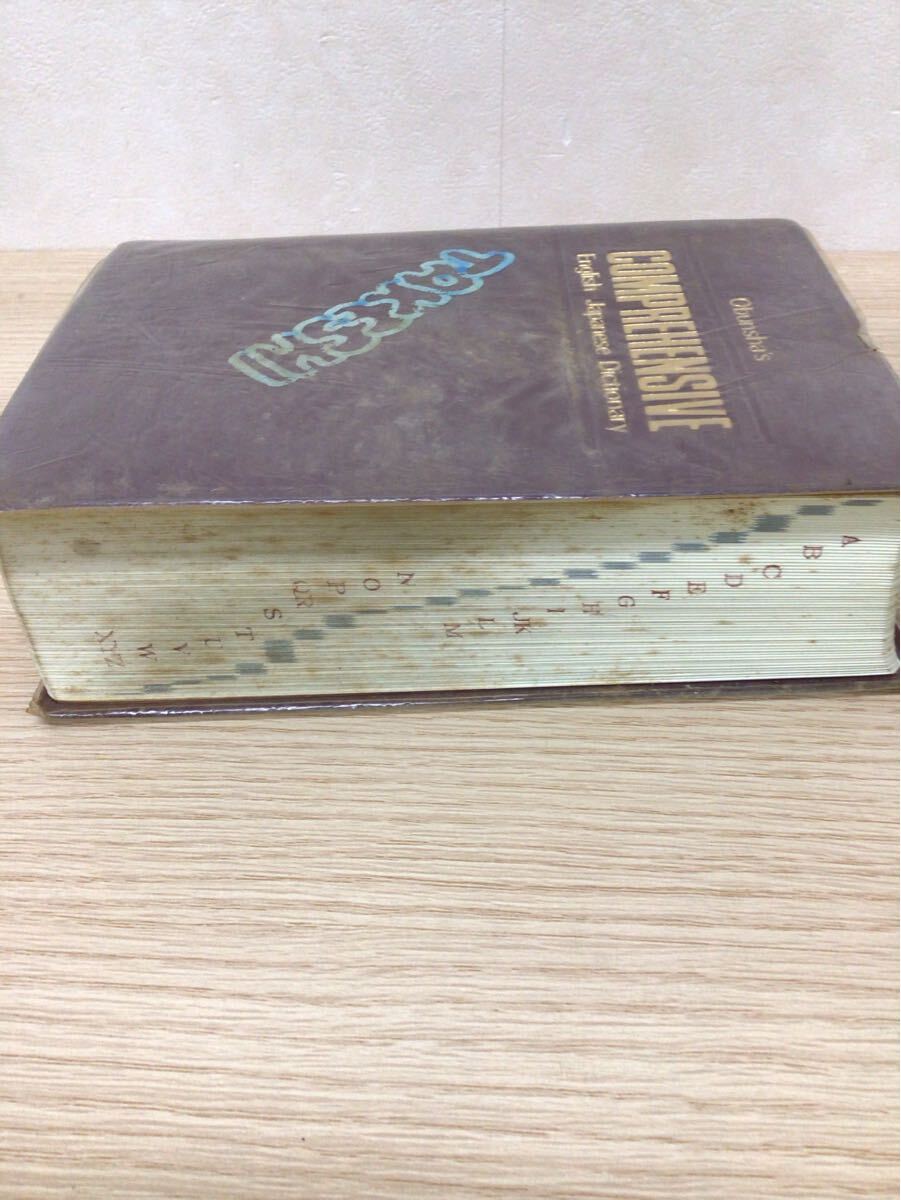 Obunsha's
COMPREHENSIVE
English Japanese Dictionary
A
B
C
D
E
F
G
H
I
JK
L
M
N
O
P
QR
S
T
U
V
W
XYZ